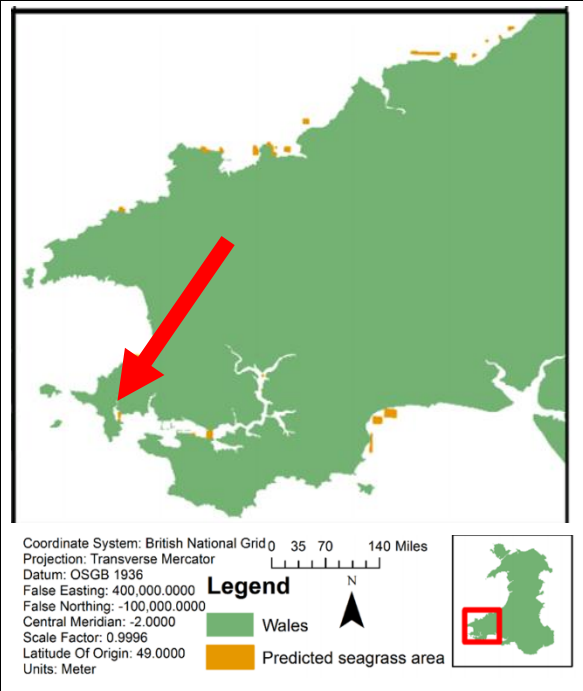 Coordinate System: British National Grid
Projection: Transverse Mercator
Datum: OSGB 1936
False Easting: 400,000.0000
False Northing: -100,000.0000
Central Meridian: -2.0000
Scale Factor: 0.9996
Latitude Of Origin: 49.0000
Units: Meter
0 35 70 140 Miles
N
Legend
Wales
Predicted seagrass area